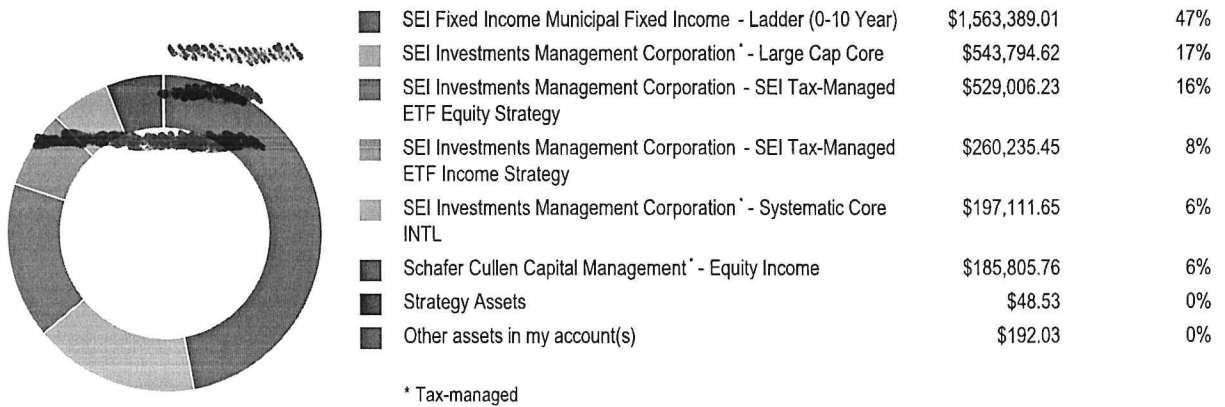 SEI Fixed Income Municipal Fixed Income - Ladder (0-10 Year) $1,563,389.01 47%
SEI Investments Management Corporation * - Large Cap Core $543,794.62 17%
SEI Investments Management Corporation - SEI Tax-Managed $529,006.23 16%
ETF Equity Strategy
SEI Investments Management Corporation - SEI Tax-Managed $260,235.45 8%
ETF Income Strategy
SEI Investments Management Corporation * - Systematic Core $197,111.65 6%
INTL
Schafer Cullen Capital Management * - Equity Income $185,805.76 6%
Strategy Assets $48.53 0%
Other assets in my account(s) $192.03 0%
* Tax-managed